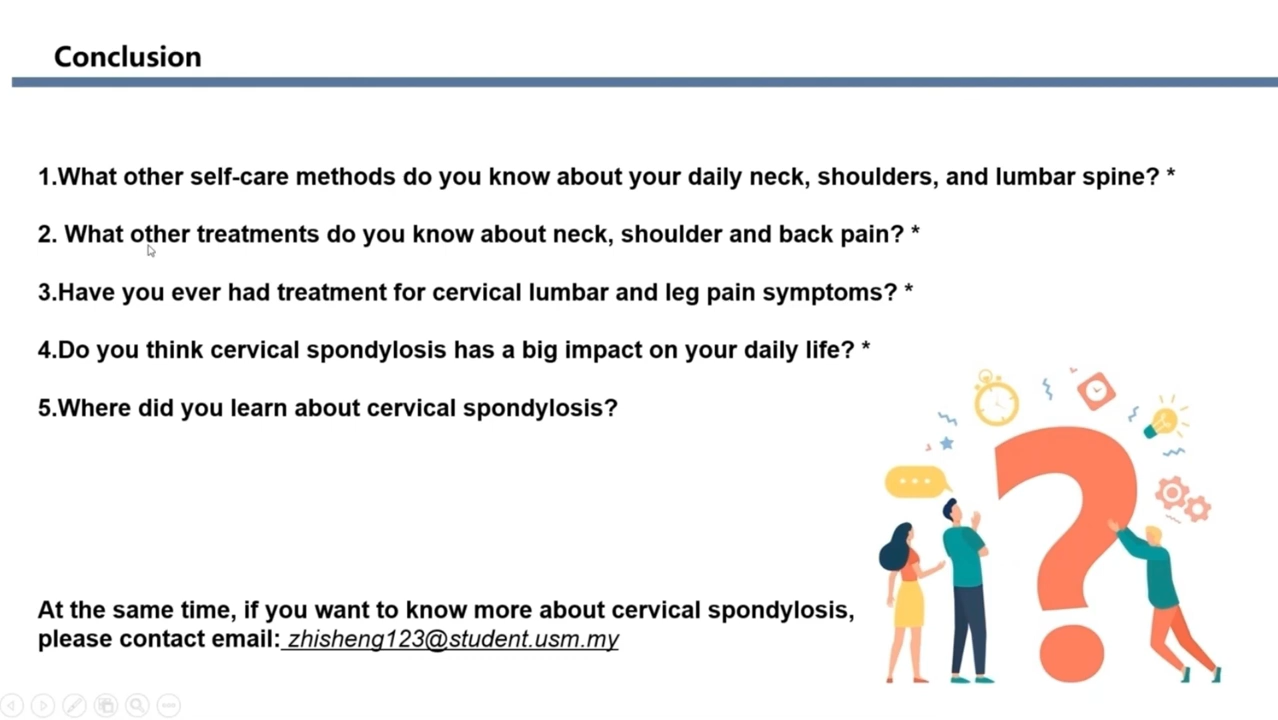 Conclusion
1.What other self-care methods do you know about your daily neck, shoulders, and lumbar spine? *
2. What other treatments do you know about neck, shoulder and back pain? *
3.Have you ever had treatment for cervical lumbar and leg pain symptoms? *
4.Do you think cervical spondylosis has a big impact on your daily life? *
5.Where did you learn about cervical spondylosis?
At the same time, if you want to know more about cervical spondylosis,
please contact email: zhisheng123@student.usm.my